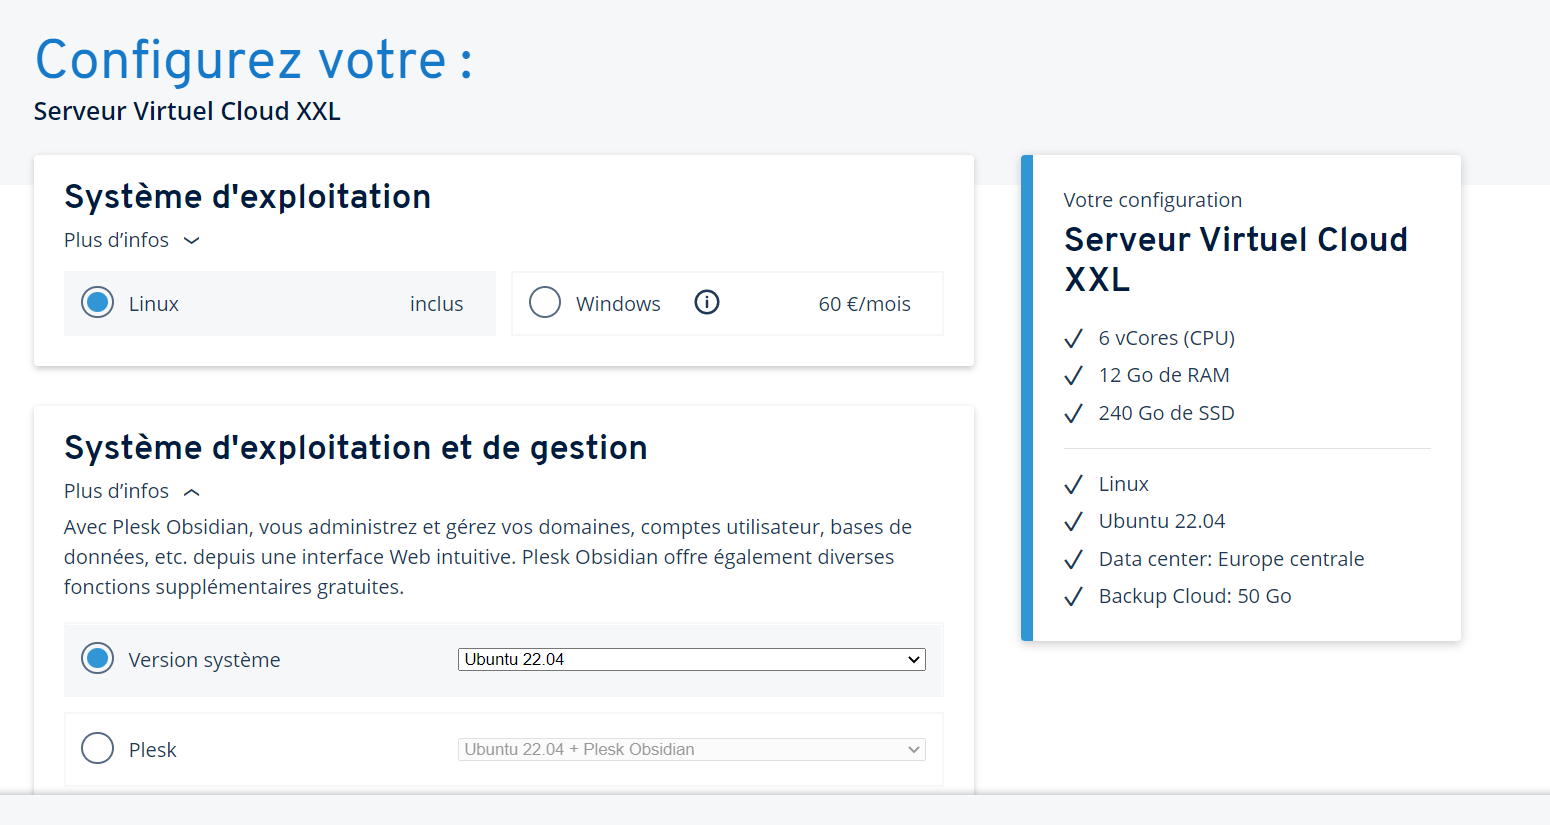 Configurez votre :
Serveur Virtuel Cloud XXL
Système d'exploitation
Plus d’infos
Linux inclus
Windows 60 €/mois
Système d'exploitation et de gestion
Plus d’infos
Avec Plesk Obsidian, vous administrez et gérez vos domaines, comptes utilisateur, bases de
données, etc. depuis une interface Web intuitive. Plesk Obsidian offre également diverses
fonctions supplémentaires gratuites.
Version système Ubuntu 22.04
Plesk Ubuntu 22.04 + Plesk Obsidian
Votre configuration
Serveur Virtuel Cloud
XXL
6 vCores (CPU)
12 Go de RAM
240 Go de SSD
Linux
Ubuntu 22.04
Data center: Europe centrale
Backup Cloud: 50 Go